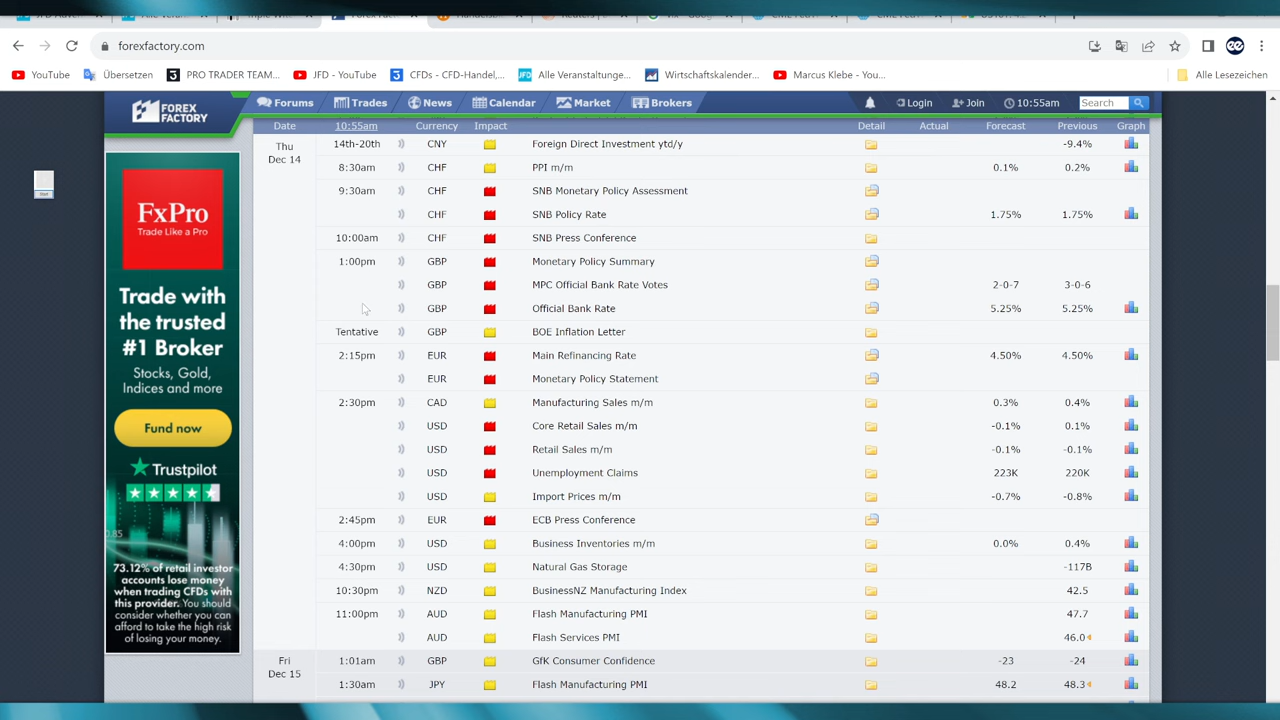 forexfactory.com
YouTube Übersetzen PRO TRADER TEAM... JFD - YouTube CFDs - CFD-Handel,... Alle Veranstaltunge... Wirtschaftskalender... Marcus Klebe - You... Alle Lesezeichen
FOREX FACTORY Forums Trades News Calendar Market Brokers Login Join 10:55am Search
Date 10:55am Currency Impact Detail Actual Forecast Previous Graph
Thu Dec 14 14th-20th CNY Foreign Direct Investment ytd/y -9.4%
8:30am CHF PPI m/m 0.1% 0.2%
9:30am CHF SNB Monetary Policy Assessment
CHF SNB Policy Rate 1.75% 1.75%
10:00am CHF SNB Press Conference
1:00pm GBP Monetary Policy Summary
GBP MPC Official Bank Rate Votes 2-0-7 3-0-6
GBP Official Bank Rate 5.25% 5.25%
Tentative GBP BOE Inflation Letter
2:15pm EUR Main Refinancing Rate 4.50% 4.50%
EUR Monetary Policy Statement
2:30pm CAD Manufacturing Sales m/m 0.3% 0.4%
USD Core Retail Sales m/m -0.1% 0.1%
USD Retail Sales m/m -0.1% -0.1%
USD Unemployment Claims 223K 220K
USD Import Prices m/m -0.7% -0.8%
2:45pm EUR ECB Press Conference
4:00pm USD Business Inventories m/m 0.0% 0.4%
4:30pm USD Natural Gas Storage -117B
10:30pm NZD BusinessNZ Manufacturing Index 42.5
11:00pm AUD Flash Manufacturing PMI 47.7
AUD Flash Services PMI 46.0
Fri Dec 15 1:01am GBP GfK Consumer Confidence -23 -24
1:30am JPY Flash Manufacturing PMI 48.2 48.3
FxPro
Trade Like a Pro
Trade with
the trusted
#1 Broker
Stocks, Gold,
Indices and more
Fund now
Trustpilot
0.85
73.12% of retail investor
accounts lose money
when trading CFDs with
this provider. You should
consider whether you can
afford to take the high risk
of losing your money.